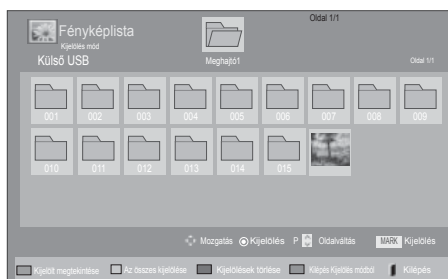 Oldal 1/1
Fényképlista
Kijelölés mód
Külső USB
Meghajtó1
Oldal 1/1
001 002 003 004 005 006 007 008 009
010 011 012 013 014 015
Mozgatás Kijelölés P Oldalváltás MARK Kijelölés
Kijelölt megtekintése Az összes kijelölése Kijelölések törlése Kilépés Kijelölés módból Kilépés